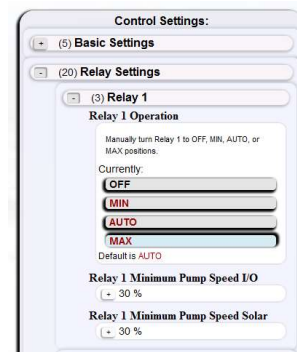 Control Settings:
+ (5) Basic Settings
- (20) Relay Settings
- (3) Relay 1
Relay 1 Operation
Manually turn Relay 1 to OFF, MIN, AUTO, or
MAX positions.
Currently:
OFF
MIN
AUTO
MAX
Default is AUTO
Relay 1 Minimum Pump Speed I/O
+ 30 %
Relay 1 Minimum Pump Speed Solar
+ 30 %